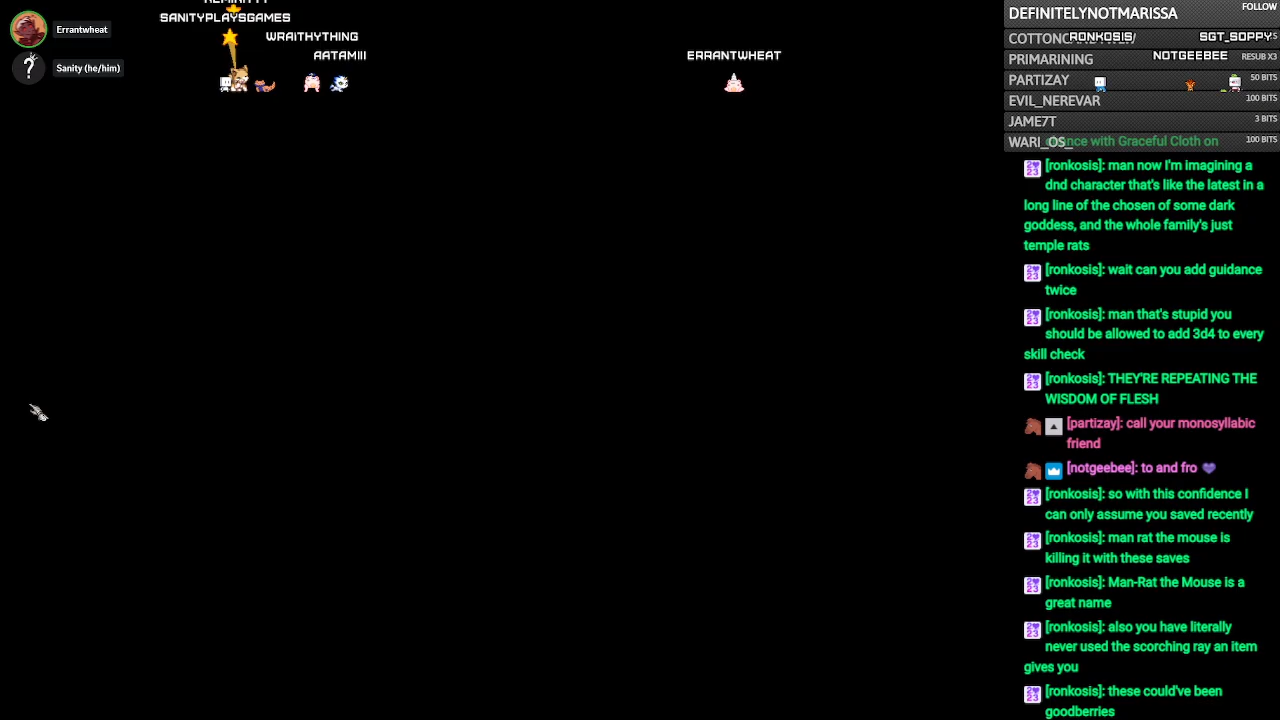 SANITYPLAYSGAMES
WRAITHYTHING
AATAMIII
ERRANTWHEAT
Errantwheat
?
Sanity (he/him)
DEFINITELYNOTMARISSA
FOLLOW
RONKOSIS
SGT_SOPPY
PRIMARINING
NOTGEEBEE
RESUB X3
PARTIZAY
50 BITS
EVIL_NEREVAR
100 BITS
JAME7T
3 BITS
WARI_OS_
100 BITS
with Graceful Cloth on
[ronkosis]: man now I'm imagining a
dnd character that's like the latest in a
long line of the chosen of some dark
goddess, and the whole family's just
temple rats
[ronkosis]: wait can you add guidance
twice
[ronkosis]: man that's stupid you
should be allowed to add 3d4 to every
skill check
[ronkosis]: THEY'RE REPEATING THE
WISDOM OF FLESH
[partizay]: call your monosyllabic
friend
[notgeebee]: to and fro 💜
[ronkosis]: so with this confidence I
can only assume you saved recently
[ronkosis]: man rat the mouse is
killing it with these saves
[ronkosis]: Man-Rat the Mouse is a
great name
[ronkosis]: also you have literally
never used the scorching ray an item
gives you
[ronkosis]: these could've been
goodberries